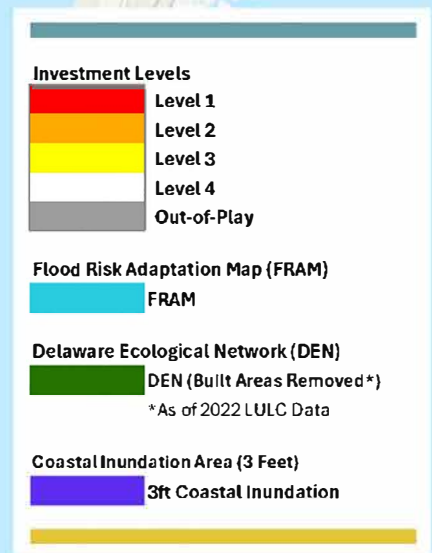 Investment Levels
Level 1
Level 2
Level 3
Level 4
Out-of-Play
Flood Risk Adaptation Map (FRAM)
FRAM
Delaware Ecological Network (DEN)
DEN (Built Areas Removed*)
*As of 2022 LULC Data
Coastal Inundation Area (3 Feet)
3ft Coastal Inundation